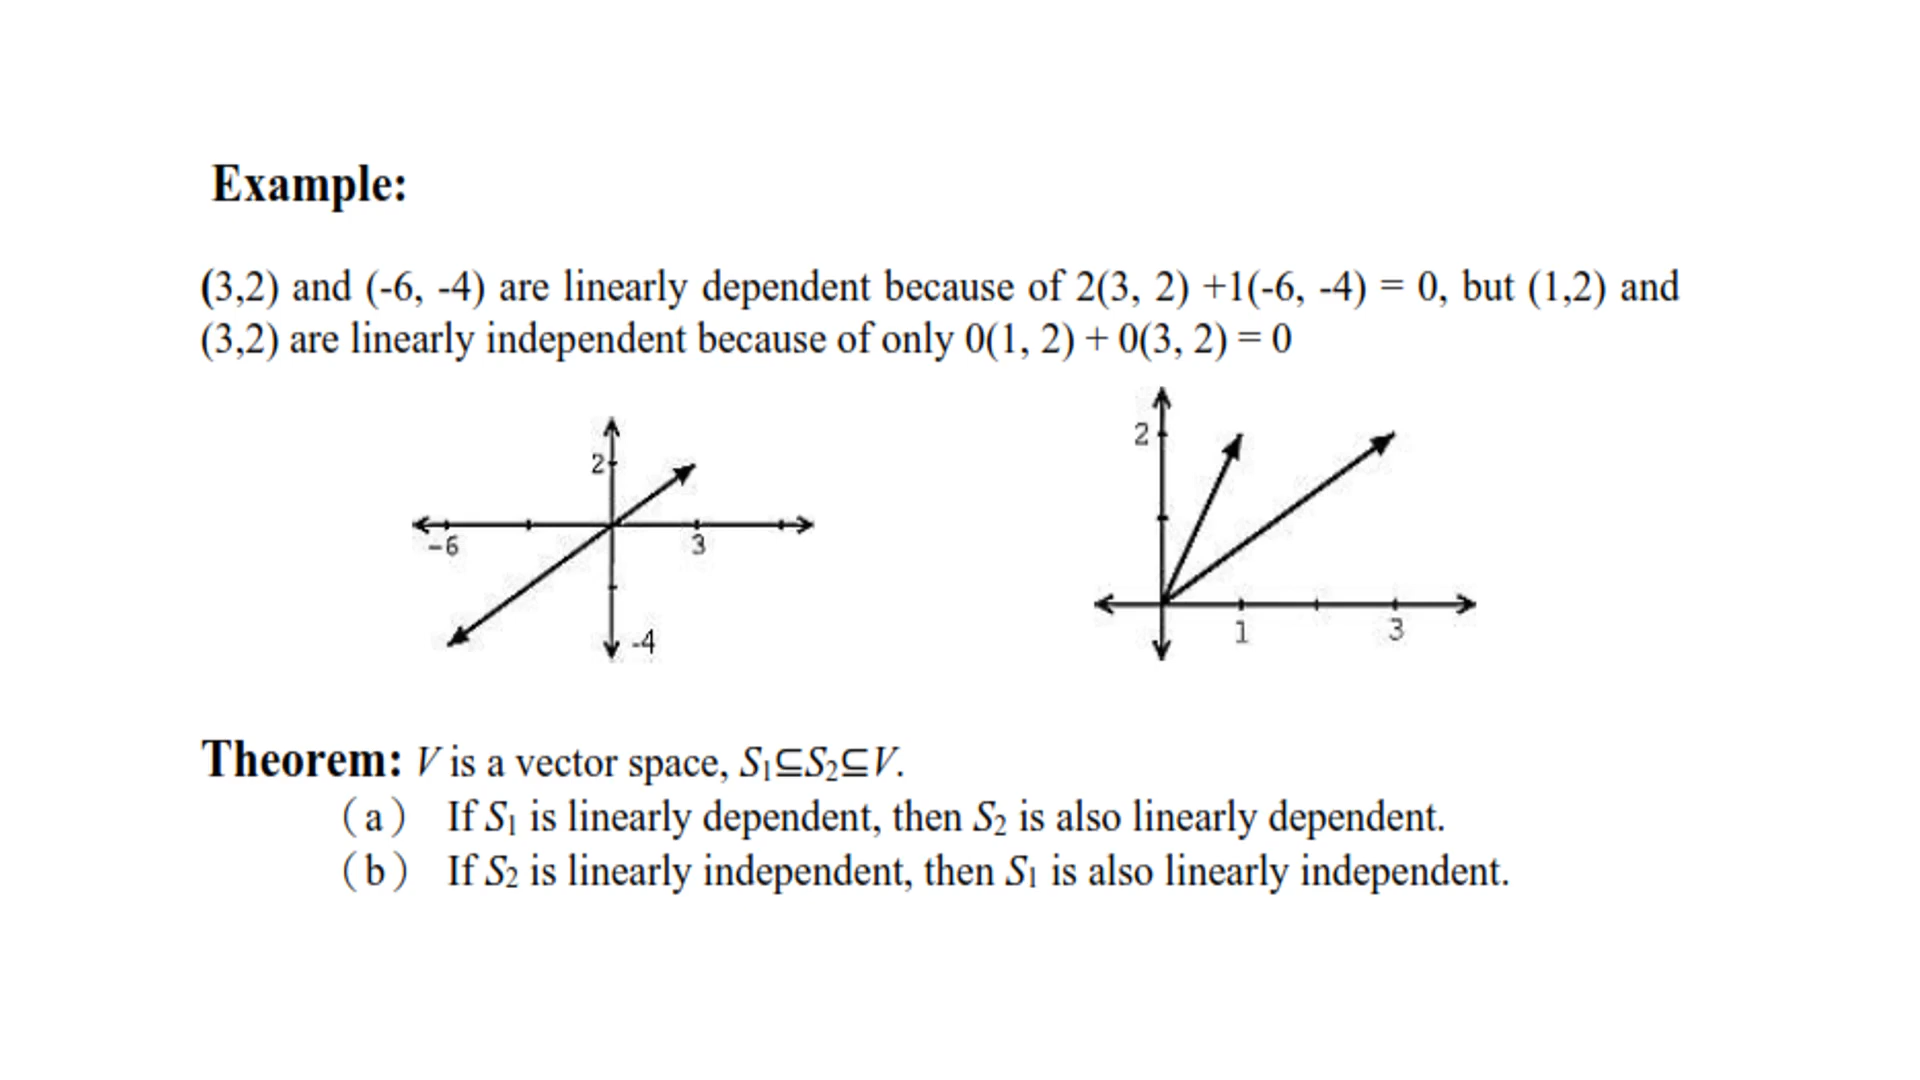 Example:
(3,2) and (-6, -4) are linearly dependent because of 2(3, 2) +1(-6, -4) = 0, but (1,2) and
(3,2) are linearly independent because of only 0(1, 2) + 0(3, 2) = 0
2
-6
3
-4
2
1
3
Theorem: V is a vector space, S₁⊆S₂⊆V.
(a) If S₁ is linearly dependent, then S₂ is also linearly dependent.
(b) If S₂ is linearly independent, then S₁ is also linearly independent.